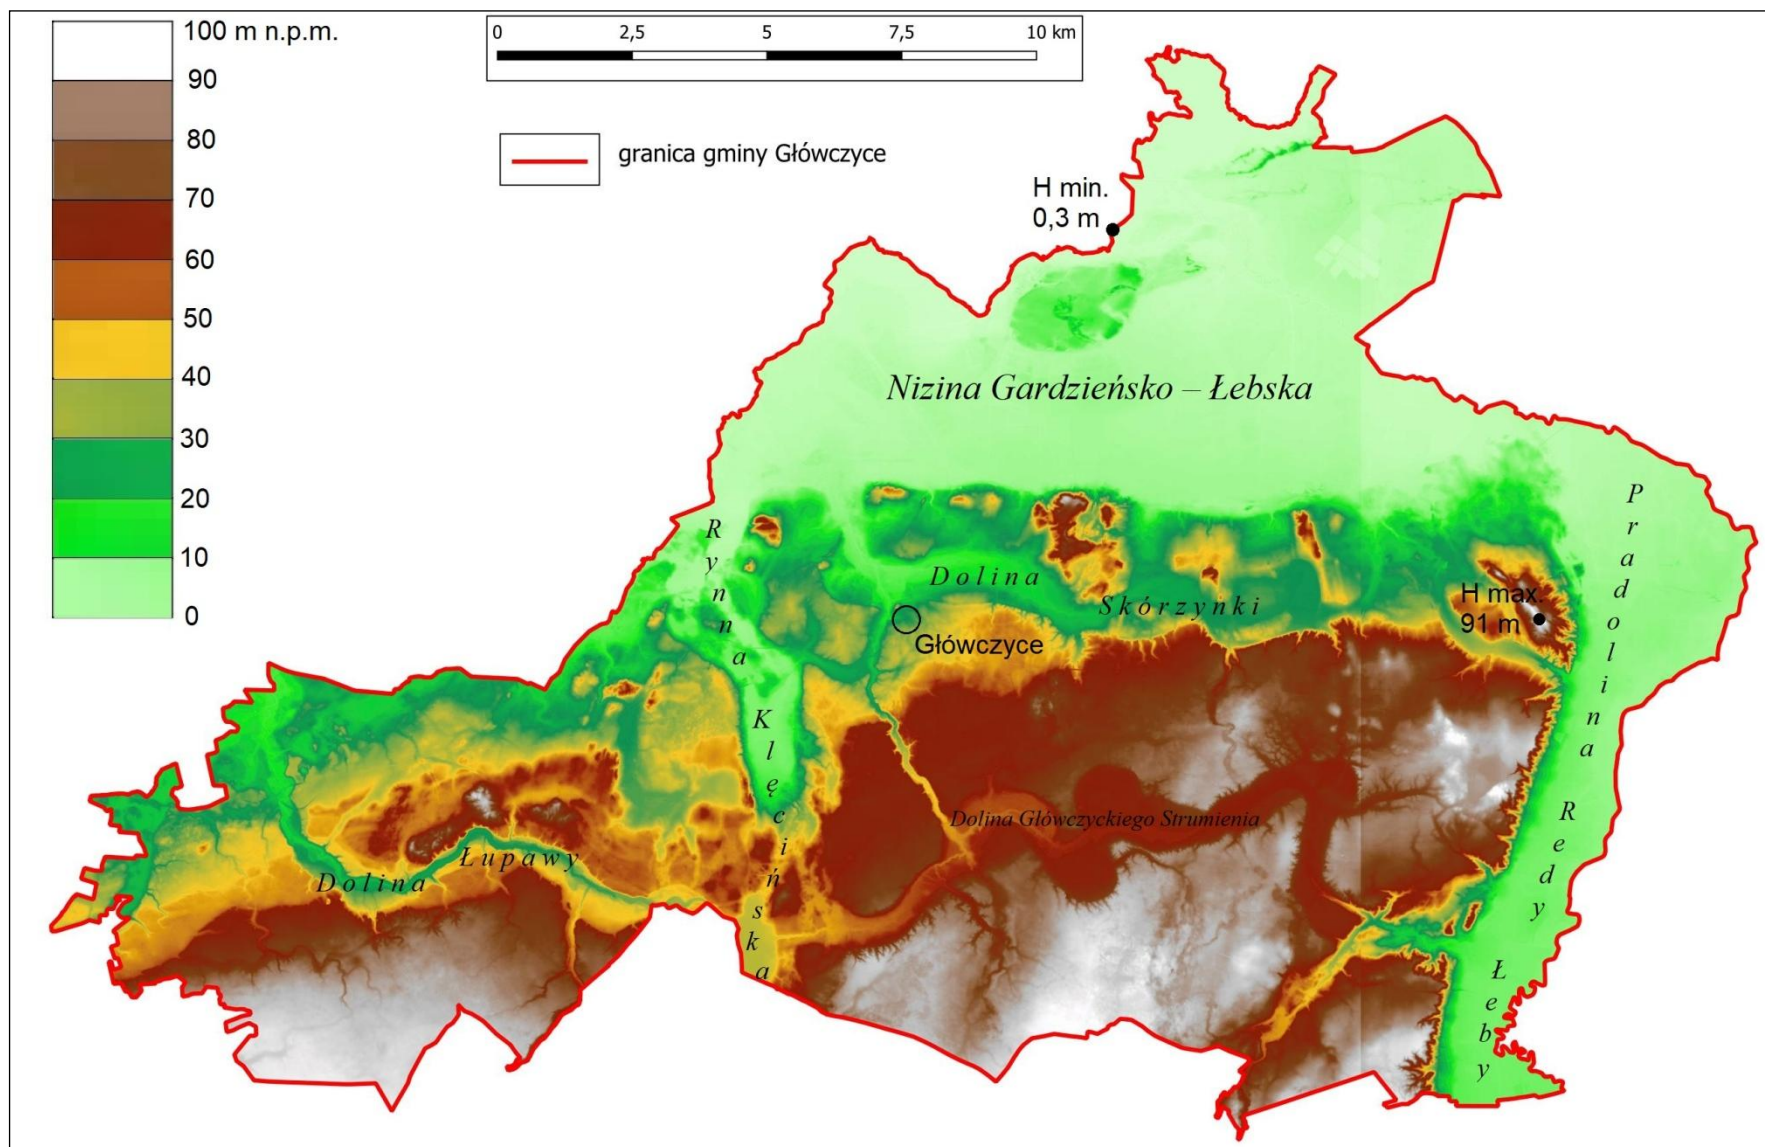 100 m n.p.m.
90
80
70
60
50
40
30
20
10
0
0 2,5 5 7,5 10 km
granica gminy Główczyce
H min.
0,3 m
Nizina Gardzieńsko – Łebska
Rynna Klęcińska
Dolina Skórzynki
Główczyce
H max.
91 m
Pradolina Redy Łeby
Dolina Główczyckiego Strumienia
Dolina Łupawy